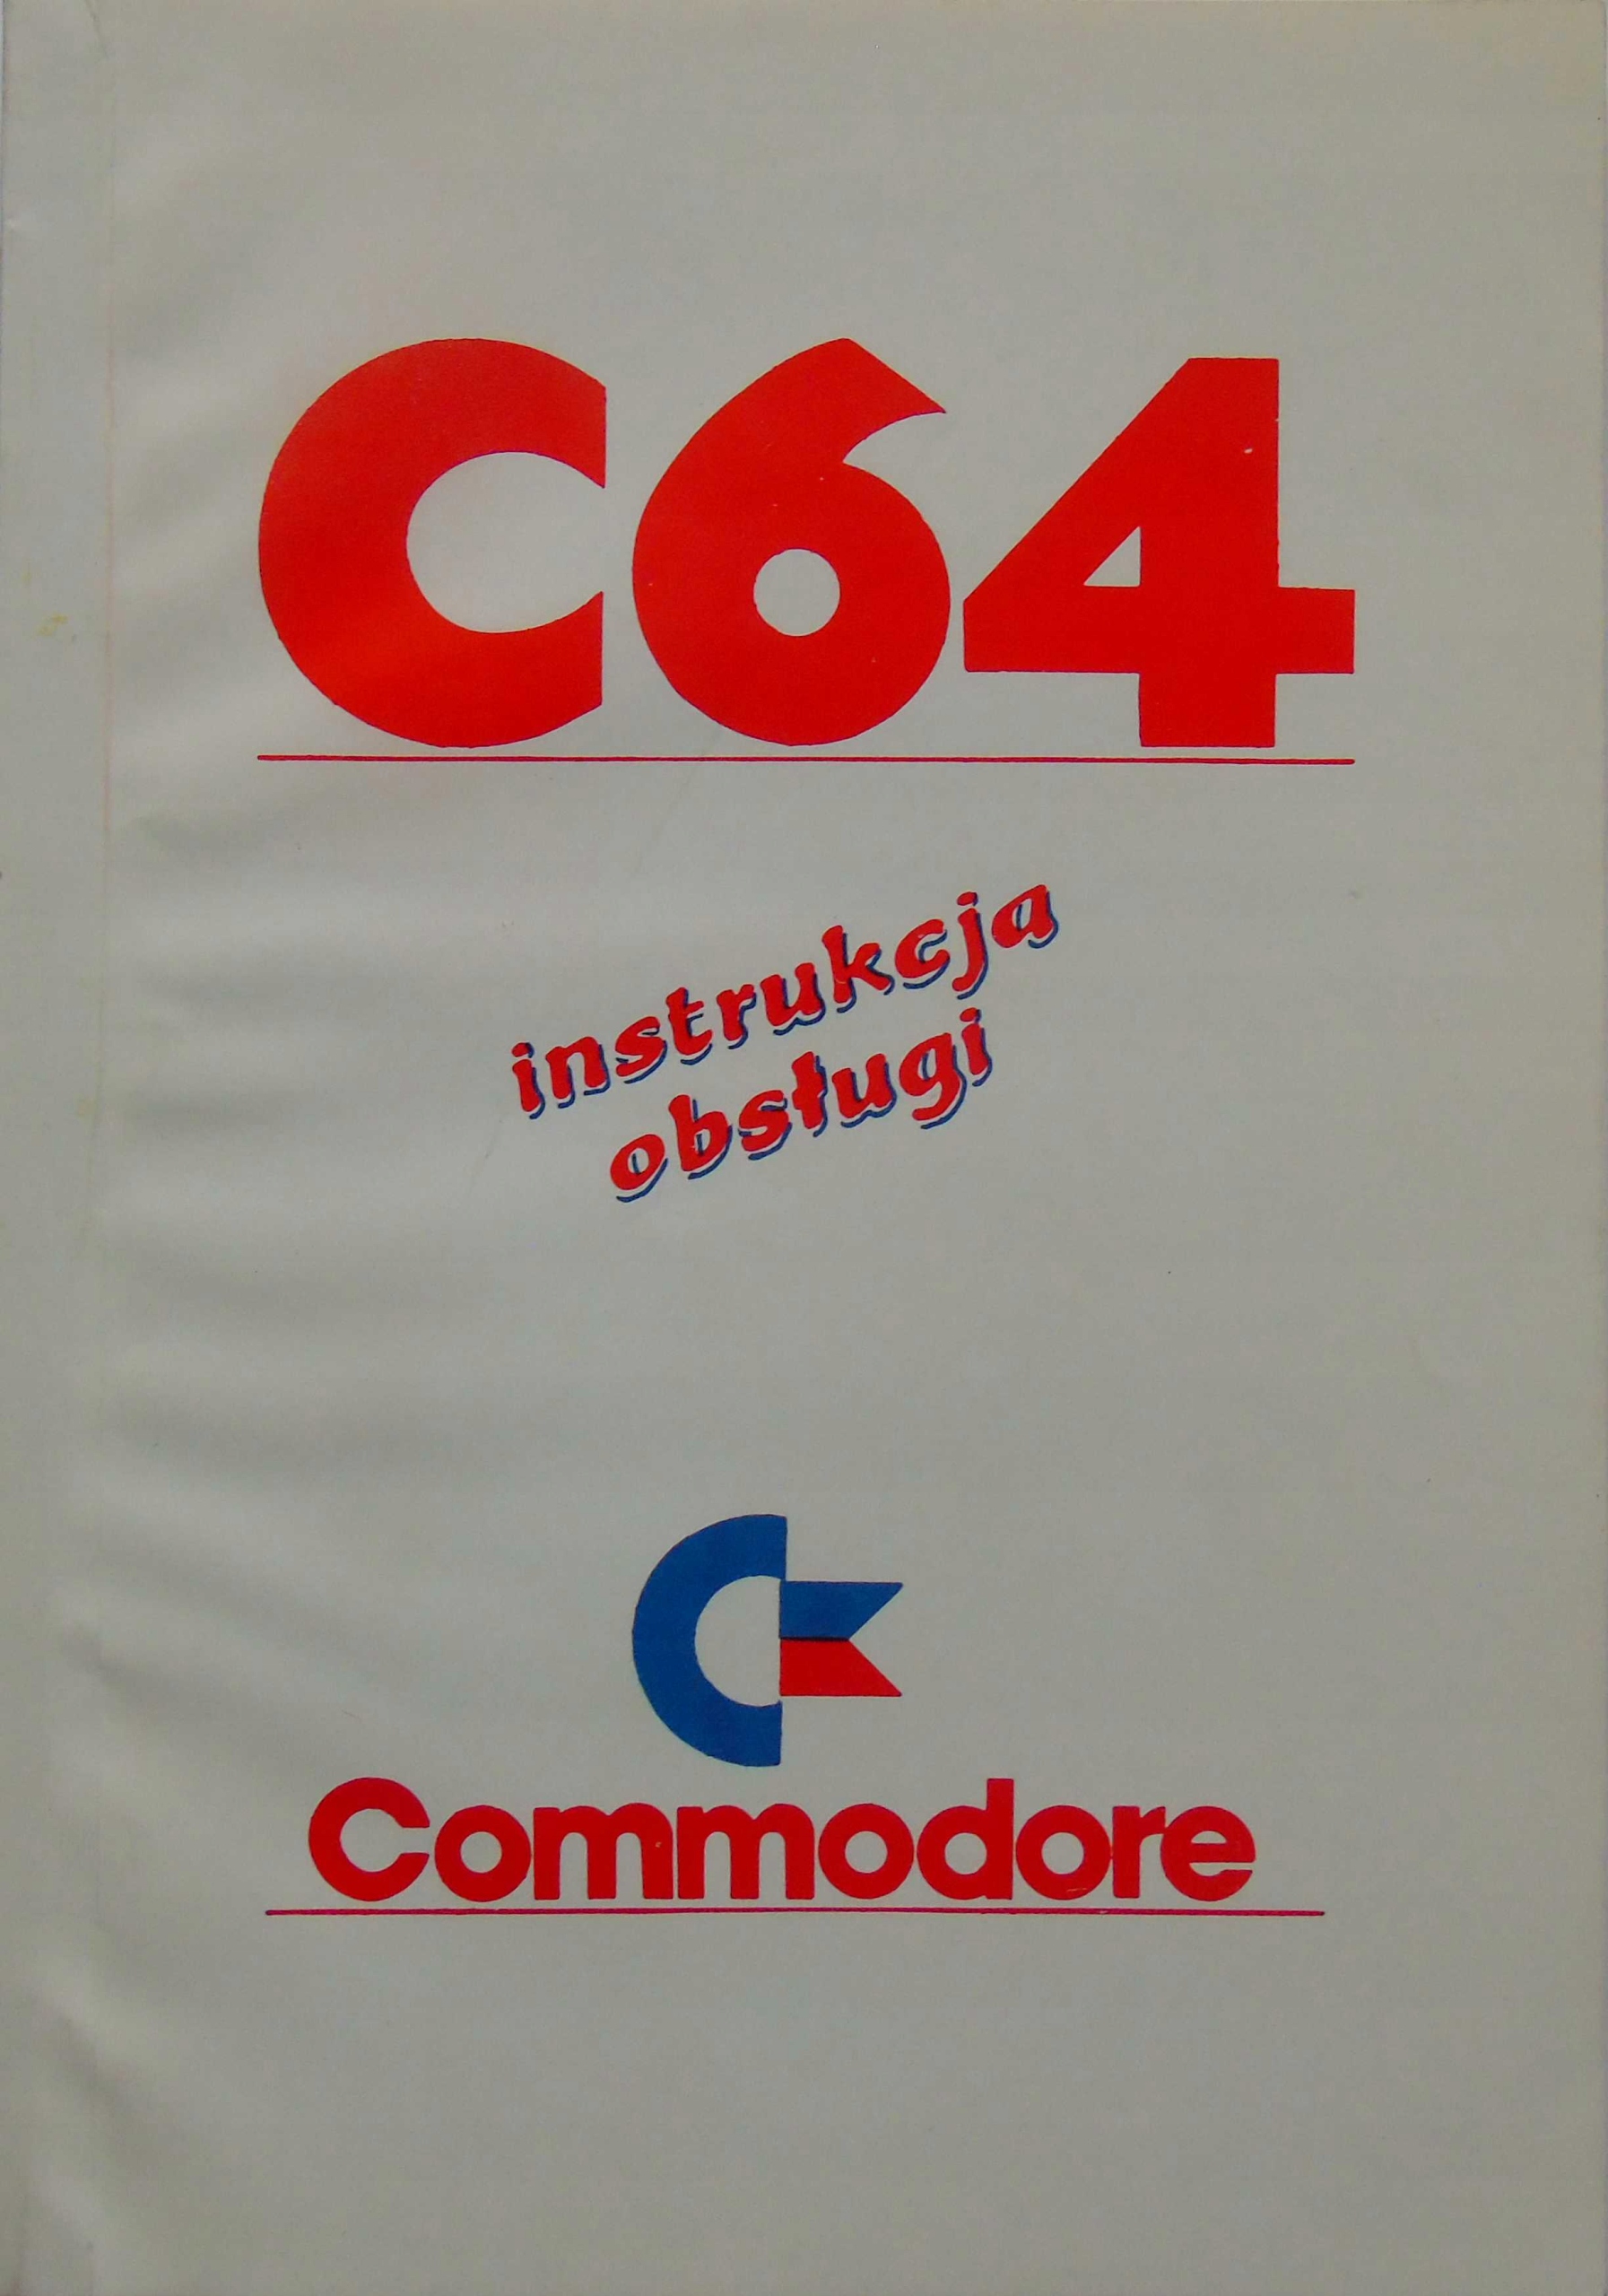 C64
instrukcja
obsługi
Commodore